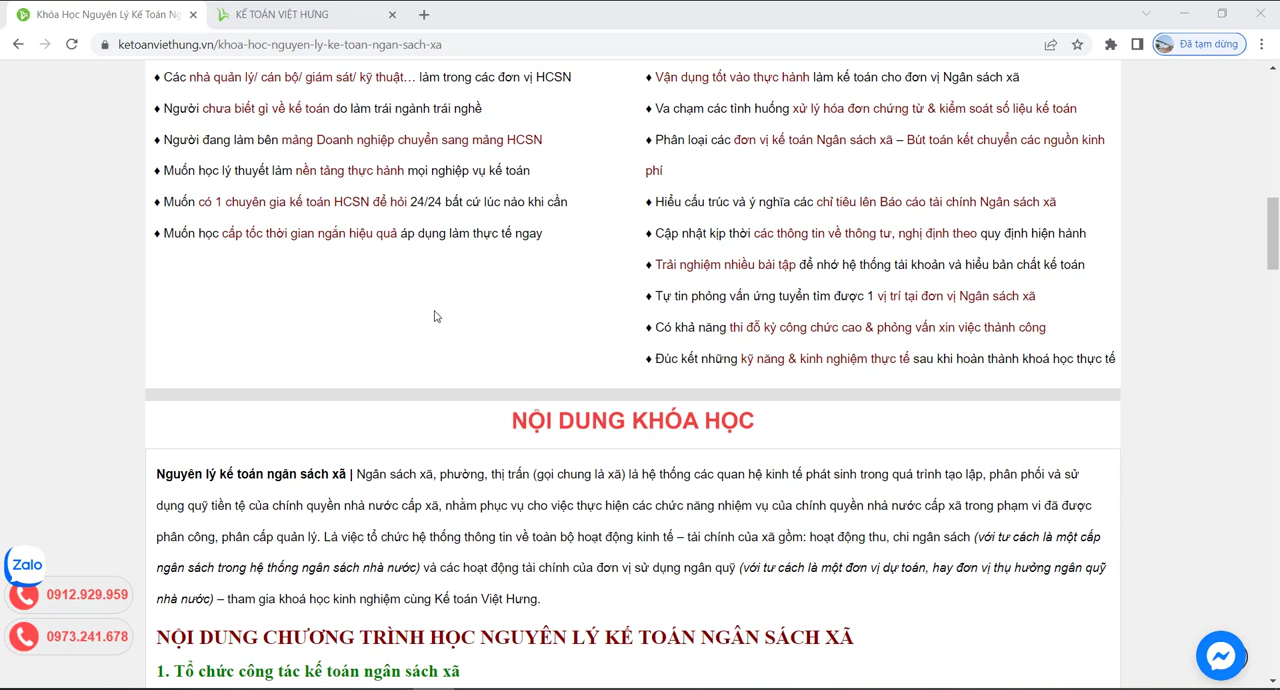 Khóa Học Nguyên Lý Kế Toán Ng
KẾ TOÁN VIỆT HƯNG
ketoanviethung.vn/khoa-hoc-nguyen-ly-ke-toan-ngan-sach-xa
Đã tạm dừng
♦ Các nhà quản lý/ cán bộ/ giám sát/ kỹ thuật… làm trong các đơn vị HCSN
♦ Người chưa biết gì về kế toán do làm trái ngành trái nghề
♦ Người đang làm bên mảng Doanh nghiệp chuyển sang mảng HCSN
♦ Muốn học lý thuyết làm nền tảng thực hành mọi nghiệp vụ kế toán
♦ Muốn có 1 chuyên gia kế toán HCSN để hỏi 24/24 bất cứ lúc nào khi cần
♦ Muốn học cấp tốc thời gian ngắn hiệu quả áp dụng làm thực tế ngay
♦ Vận dụng tốt vào thực hành làm kế toán cho đơn vị Ngân sách xã
♦ Va chạm các tình huống xử lý hóa đơn chứng từ & kiểm soát số liệu kế toán
♦ Phân loại các đơn vị kế toán Ngân sách xã – Bút toán kết chuyển các nguồn kinh
phí
♦ Hiểu cấu trúc và ý nghĩa các chỉ tiêu lên Báo cáo tài chính Ngân sách xã
♦ Cập nhật kịp thời các thông tin về thông tư, nghị định theo quy định hiện hành
♦ Trải nghiệm nhiều bài tập để nhớ hệ thống tài khoản và hiểu bản chất kế toán
♦ Tự tin phỏng vấn ứng tuyển tìm được 1 vị trí tại đơn vị Ngân sách xã
♦ Có khả năng thi đỗ kỳ công chức cao & phỏng vấn xin việc thành công
♦ Đúc kết những kỹ năng & kinh nghiệm thực tế sau khi hoàn thành khoá học thực tế
NỘI DUNG KHÓA HỌC
Nguyên lý kế toán ngân sách xã | Ngân sách xã, phường, thị trấn (gọi chung là xã) là hệ thống các quan hệ kinh tế phát sinh trong quá trình tạo lập, phân phối và sử
dụng quỹ tiền tệ của chính quyền nhà nước cấp xã, nhằm phục vụ cho việc thực hiện các chức năng nhiệm vụ của chính quyền nhà nước cấp xã trong phạm vi đã được
phân công, phân cấp quản lý. Là việc tổ chức hệ thống thông tin về toàn bộ hoạt động kinh tế – tài chính của xã gồm: hoạt động thu, chi ngân sách (với tư cách là một cấp
ngân sách trong hệ thống ngân sách nhà nước) và các hoạt động tài chính của đơn vị sử dụng ngân quỹ (với tư cách là một đơn vị dự toán, hay đơn vị thụ hưởng ngân quỹ
nhà nước) – tham gia khoá học kinh nghiệm cùng Kế toán Việt Hưng.
NỘI DUNG CHƯƠNG TRÌNH HỌC NGUYÊN LÝ KẾ TOÁN NGÂN SÁCH XÃ
1. Tổ chức công tác kế toán ngân sách xã
Zalo
0912.929.959
0973.241.678